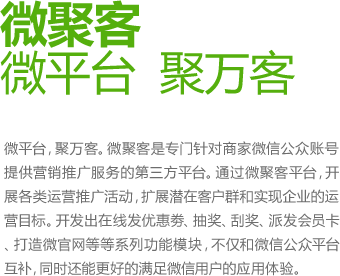 微聚客
微平台 聚万客
微平台，聚万客。微聚客是专门针对商家微信公众账号
提供营销推广服务的第三方平台。通过微聚客平台，开
展各类运营推广活动，扩展潜在客户群和实现企业的运
营目标。开发出在线发优惠券、抽奖、刮奖、派发会员卡
、打造微官网等等系列功能模块，不仅和微信公众平台
互补，同时还能更好的满足微信用户的应用体验。